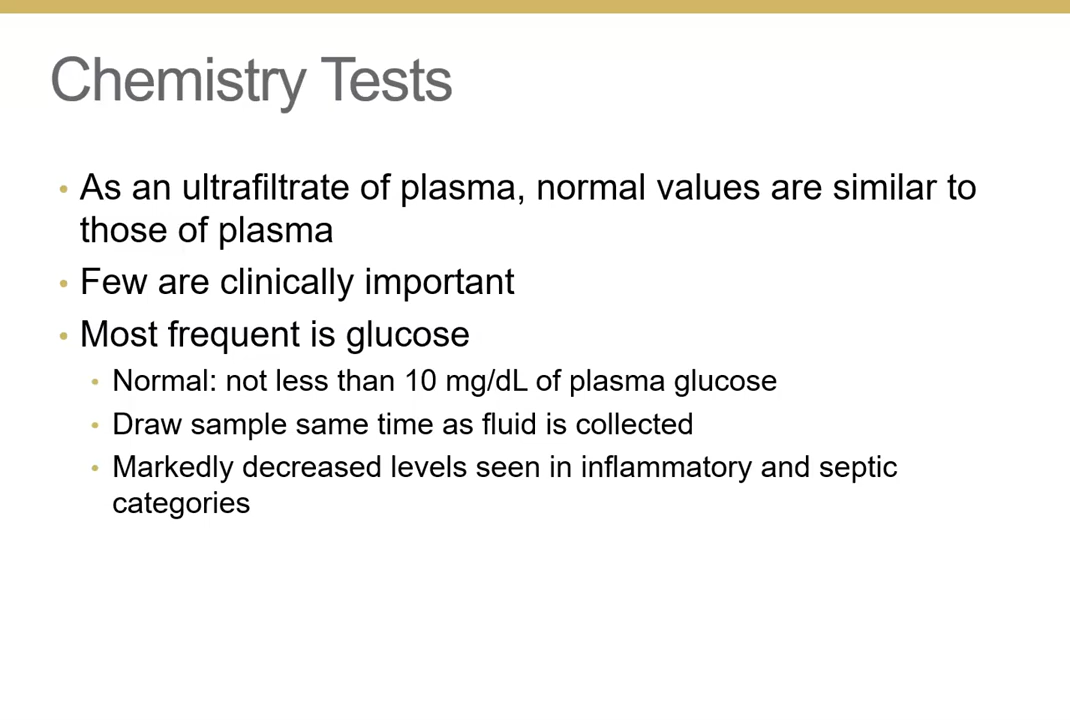 Chemistry Tests
• As an ultrafiltrate of plasma, normal values are similar to
those of plasma
• Few are clinically important
• Most frequent is glucose
• Normal: not less than 10 mg/dL of plasma glucose
• Draw sample same time as fluid is collected
• Markedly decreased levels seen in inflammatory and septic
categories